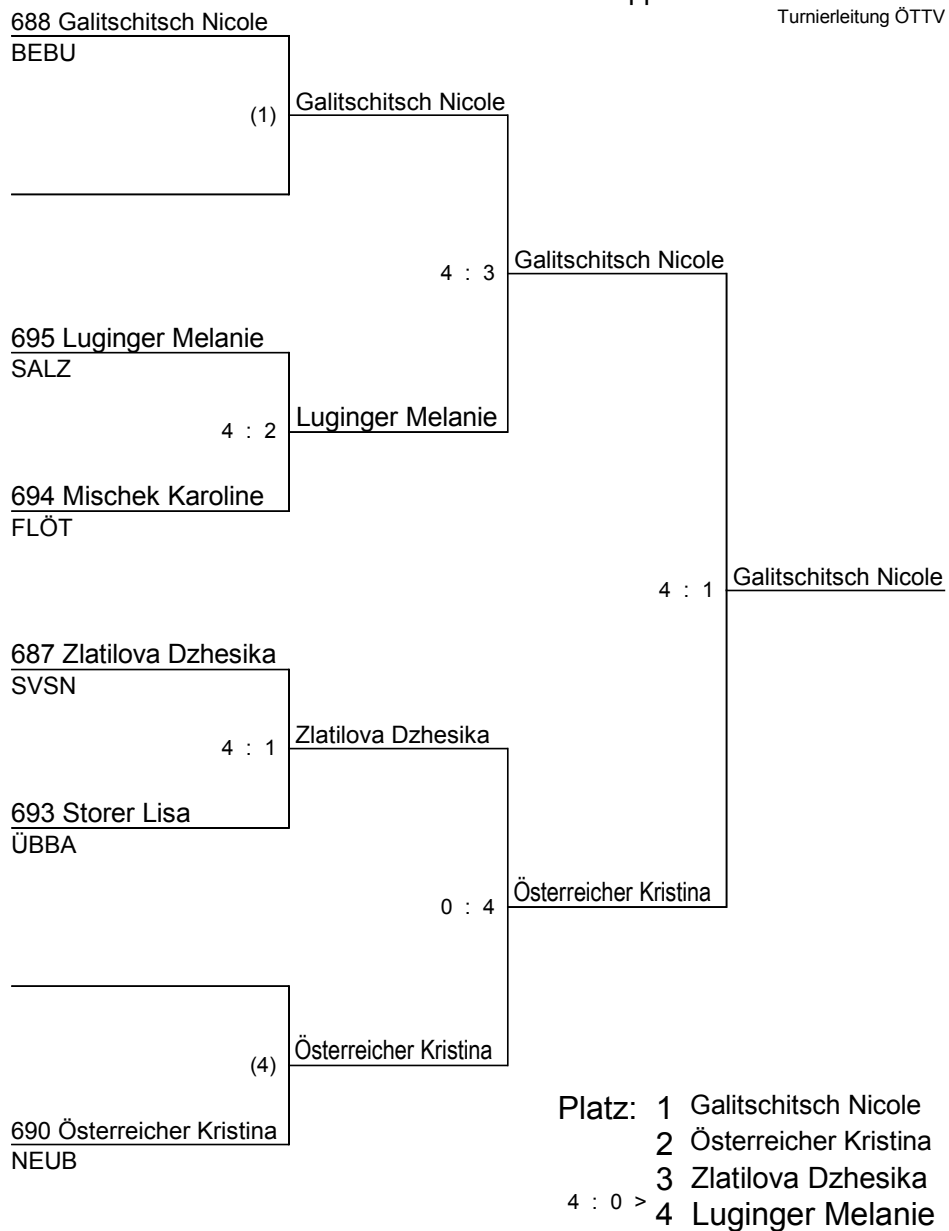 688 Galitschitsch Nicole
Turnierleitung ÖTTV
BEBU
(1)
Galitschitsch Nicole
4 : 3
Galitschitsch Nicole
695 Luginger Melanie
SALZ
4 : 2
Luginger Melanie
694 Mischek Karoline
FLÖT
4 : 1
Galitschitsch Nicole
687 Zlatilova Dzhesika
SVSN
4 : 1
Zlatilova Dzhesika
693 Storer Lisa
ÜBBA
0 : 4
Österreicher Kristina
(4)
Österreicher Kristina
690 Österreicher Kristina
NEUB
Platz: 1 Galitschitsch Nicole
2 Österreicher Kristina
3 Zlatilova Dzhesika
4 : 0 > 4 Luginger Melanie